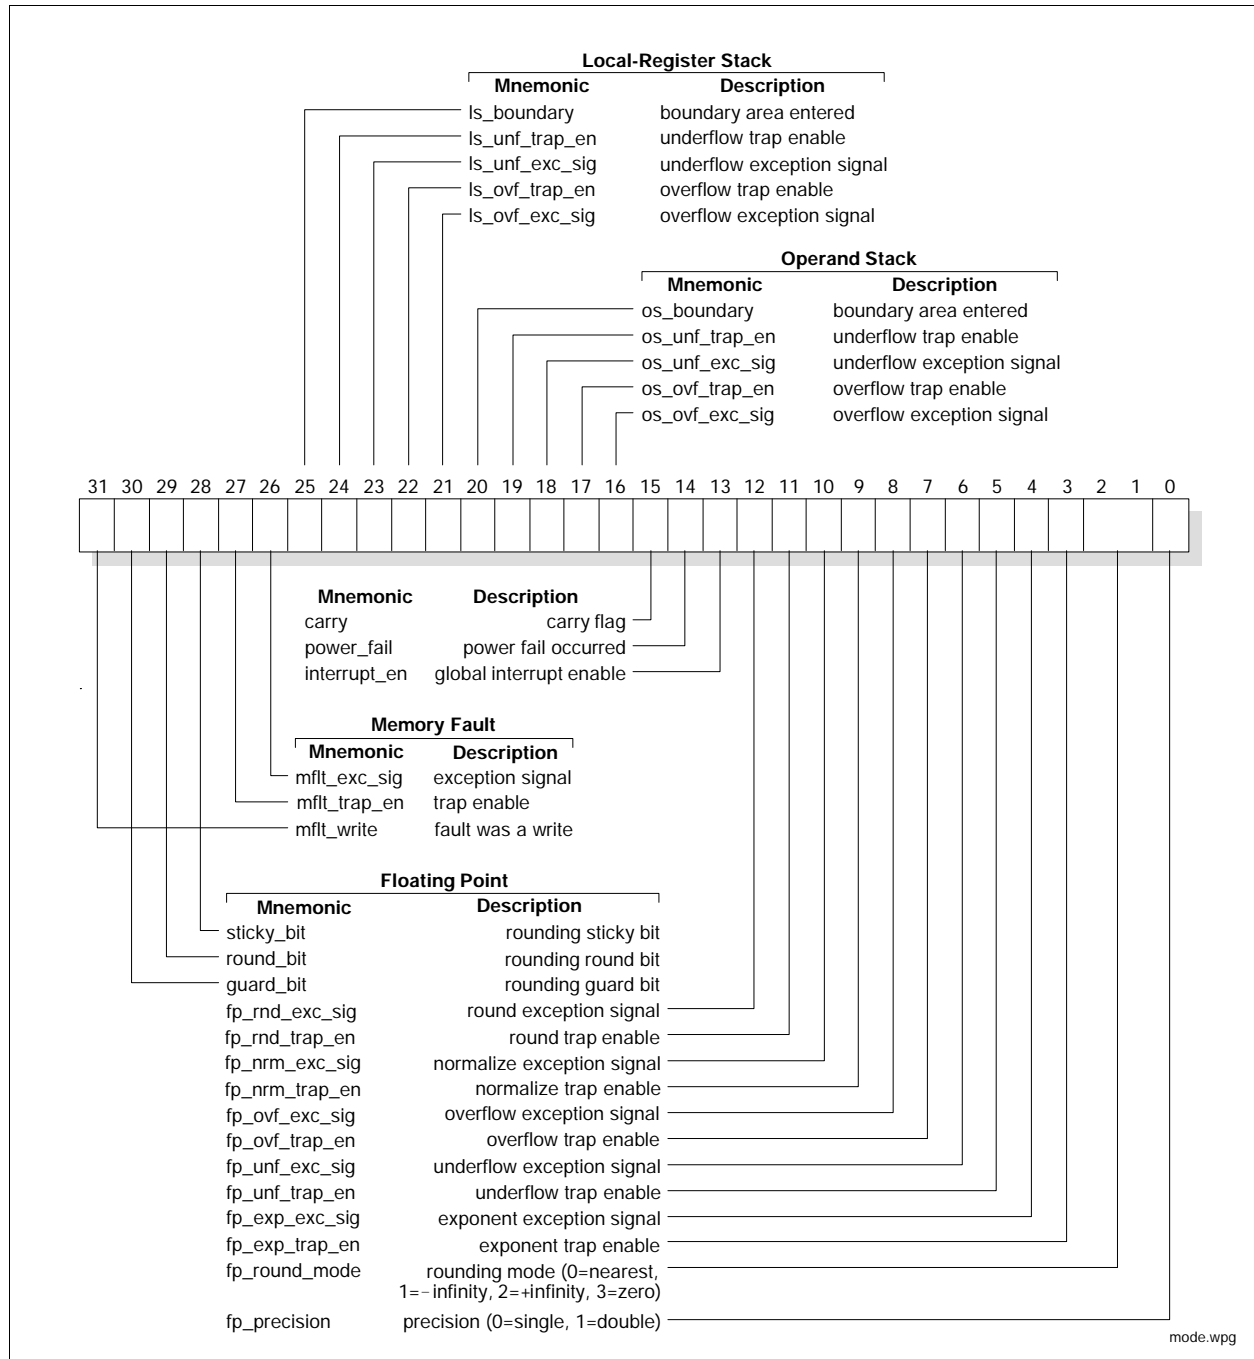 Local-Register Stack
Mnemonic Description
ls_boundary boundary area entered
ls_unf_trap_en underflow trap enable
ls_unf_exc_sig underflow exception signal
ls_ovf_trap_en overflow trap enable
ls_ovf_exc_sig overflow exception signal
Operand Stack
Mnemonic Description
os_boundary boundary area entered
os_unf_trap_en underflow trap enable
os_unf_exc_sig underflow exception signal
os_ovf_trap_en overflow trap enable
os_ovf_exc_sig overflow exception signal
31 30 29 28 27 26 25 24 23 22 21 20 19 18 17 16 15 14 13 12 11 10 9 8 7 6 5 4 3 2 1 0
Mnemonic Description
carry carry flag
power_fail power fail occurred
interrupt_en global interrupt enable
Memory Fault
Mnemonic Description
mflt_exc_sig exception signal
mflt_trap_en trap enable
mflt_write fault was a write
Floating Point
Mnemonic Description
sticky_bit rounding sticky bit
round_bit rounding round bit
guard_bit rounding guard bit
fp_rnd_exc_sig round exception signal
fp_rnd_trap_en round trap enable
fp_nrm_exc_sig normalize exception signal
fp_nrm_trap_en normalize trap enable
fp_ovf_exc_sig overflow exception signal
fp_ovf_trap_en overflow trap enable
fp_unf_exc_sig underflow exception signal
fp_unf_trap_en underflow trap enable
fp_exp_exc_sig exponent exception signal
fp_exp_trap_en exponent trap enable
fp_round_mode rounding mode (0=nearest,
1=−infinity, 2=+infinity, 3=zero)
fp_precision precision (0=single, 1=double)
mode.wpg